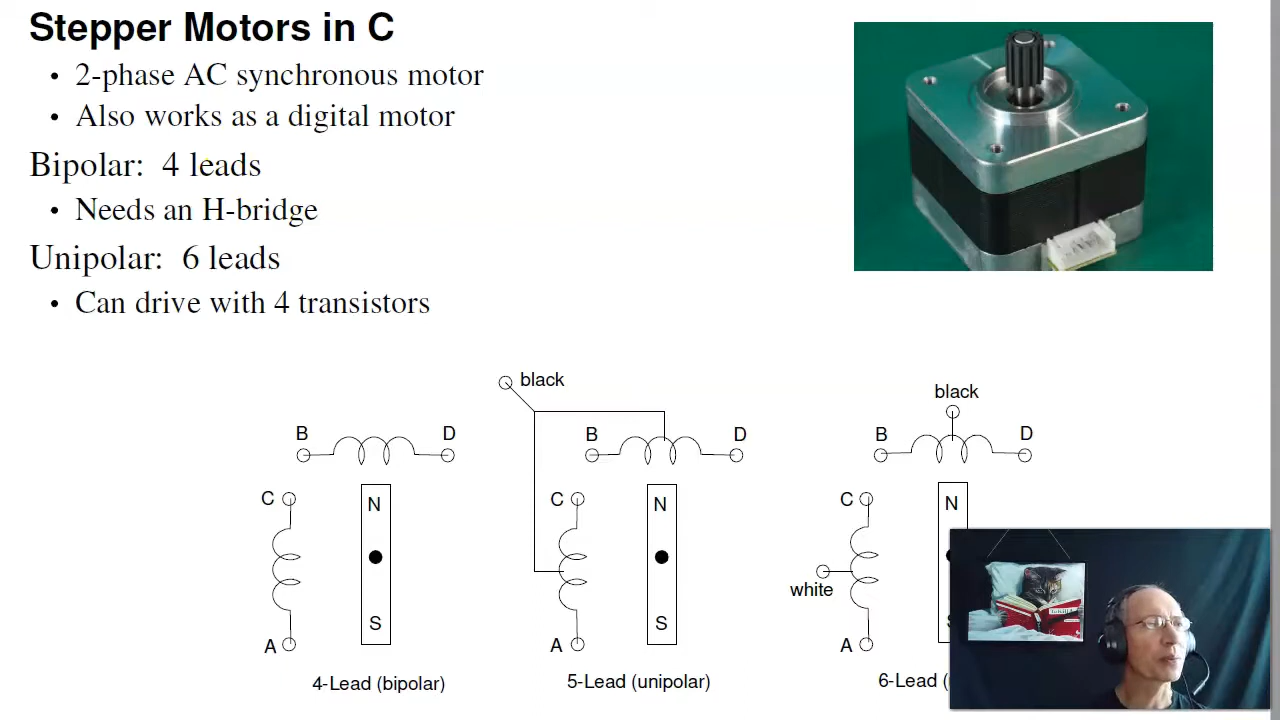 Stepper Motors in C
• 2-phase AC synchronous motor
• Also works as a digital motor
Bipolar: 4 leads
• Needs an H-bridge
Unipolar: 6 leads
• Can drive with 4 transistors
black
black
B
D
B
D
B
D
C
N
C
N
C
N
white
A
S
A
S
A
4-Lead (bipolar)
5-Lead (unipolar)
6-Lead (